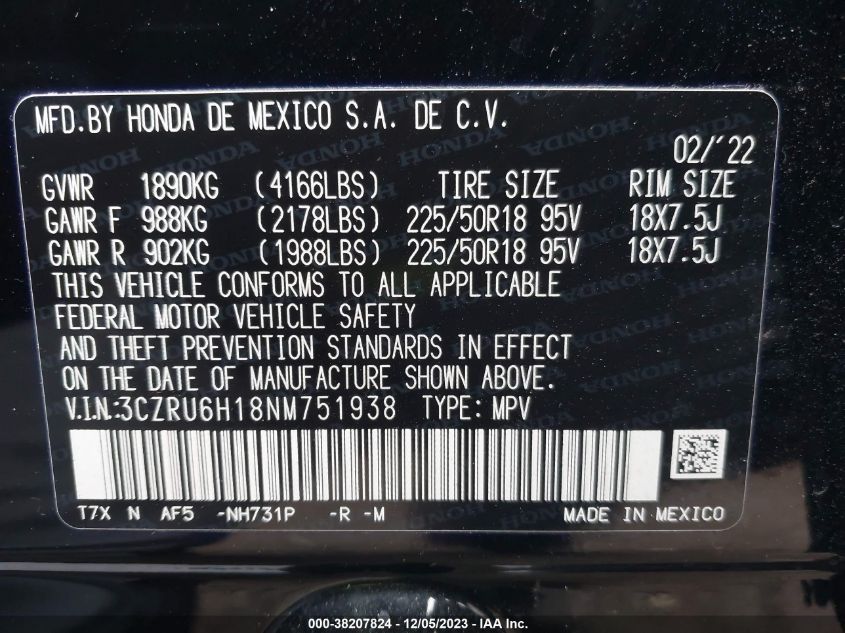 MFD.BY HONDA DE MEXICO S.A. DE C.V.
02/'22
GVWR 1890KG (4166LBS) TIRE SIZE RIM SIZE
GAWR F 988KG (2178LBS) 225/50R18 95V 18X7.5J
GAWR R 902KG (1988LBS) 225/50R18 95V 18X7.5J
THIS VEHICLE CONFORMS TO ALL APPLICABLE
FEDERAL MOTOR VEHICLE SAFETY
AND THEFT PREVENTION STANDARDS IN EFFECT
ON THE DATE OF MANUFACTURE SHOWN ABOVE.
V.I.N.:3CZRU6H18NM751938 TYPE: MPV
T7X N AF5 -NH731P -R -M MADE IN MEXICO
000-38207824 - 12/05/2023 - IAA Inc.